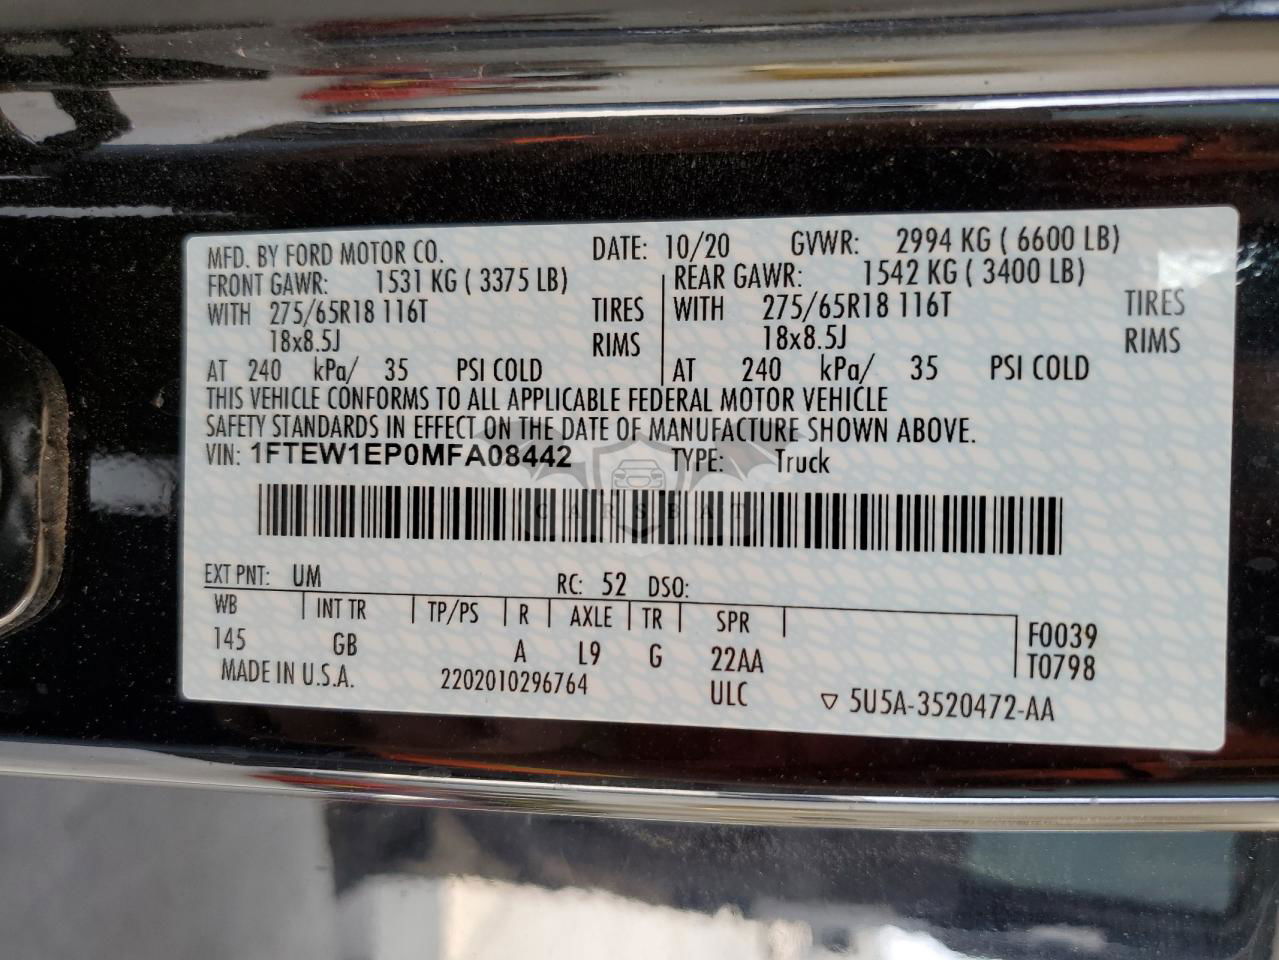 MFD. BY FORD MOTOR CO. DATE: 10/20 GVWR: 2994 KG ( 6600 LB)
FRONT GAWR: 1531 KG ( 3375 LB) REAR GAWR: 1542 KG ( 3400 LB)
WITH 275/65R18 116T TIRES WITH 275/65R18 116T TIRES
18x8.5J RIMS 18x8.5J RIMS
AT 240 kPa/ 35 PSI COLD AT 240 kPa/ 35 PSI COLD
THIS VEHICLE CONFORMS TO ALL APPLICABLE FEDERAL MOTOR VEHICLE
SAFETY STANDARDS IN EFFECT ON THE DATE OF MANUFACTURE SHOWN ABOVE.
VIN: 1FTEW1EP0MFA08442 TYPE: Truck
CARSBAT
EXT PNT: UM RC: 52 DSO:
WB INT TR TP/PS R AXLE TR SPR F0039
145 GB A L9 G 22AA T0798
MADE IN U.S.A. 2202010296764 ULC ▽ 5U5A-3520472-AA